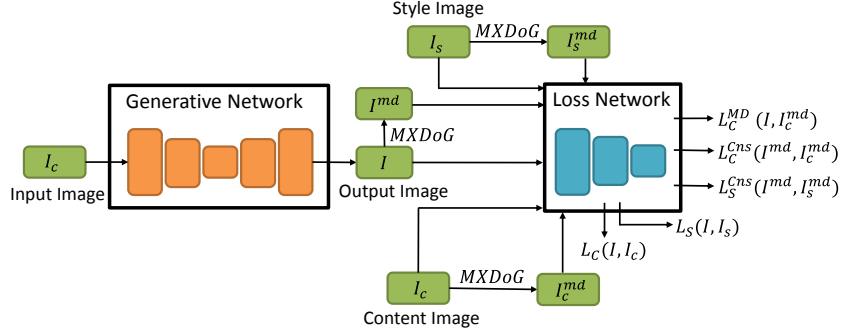 Style Image
I_s
MXDoG
I_s^{md}
Generative Network
Loss Network
I^{md}
MXDoG
I_c
Input Image
I
Output Image
L_C^{MD} (I, I_c^{md})
L_C^{Cns}(I^{md}, I_c^{md})
L_S^{Cns}(I^{md}, I_s^{md})
L_S(I, I_s)
L_C(I, I_c)
I_c
MXDoG
I_c^{md}
Content Image